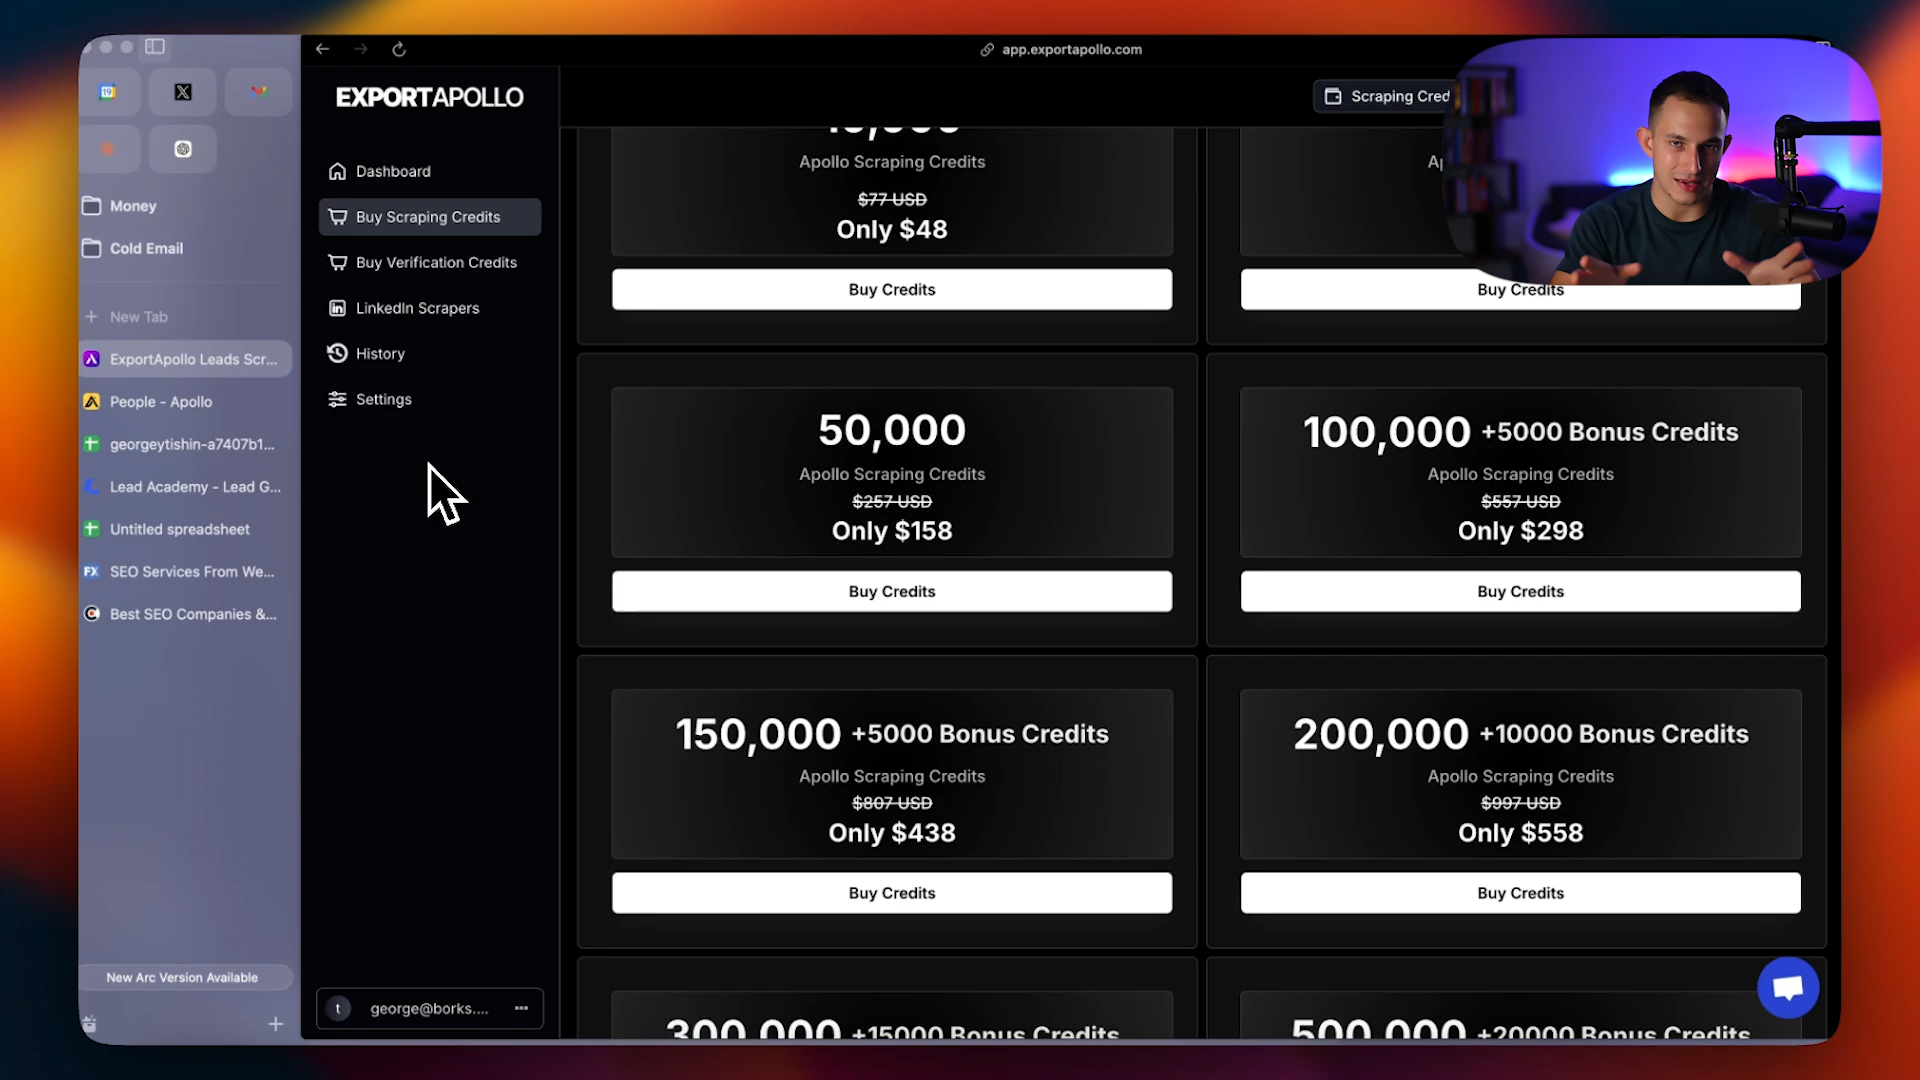 app.exportapollo.com
19
Money
Cold Email
New Tab
ExportApollo Leads Scr...
People - Apollo
georgeytishin-a7407b1...
Lead Academy - Lead G...
Untitled spreadsheet
FX SEO Services From We...
Best SEO Companies &...
New Arc Version Available
EXPORTAPOLLO
Dashboard
Buy Scraping Credits
Buy Verification Credits
LinkedIn Scrapers
History
Settings
t george@borks....
Scraping Cred
Apollo Scraping Credits
$77 USD
Only $48
Buy Credits
Buy Credits
50,000
Apollo Scraping Credits
$257 USD
Only $158
Buy Credits
100,000 +5000 Bonus Credits
Apollo Scraping Credits
$557 USD
Only $298
Buy Credits
150,000 +5000 Bonus Credits
Apollo Scraping Credits
$807 USD
Only $438
Buy Credits
200,000 +10000 Bonus Credits
Apollo Scraping Credits
$997 USD
Only $558
Buy Credits
300,000 +15000 Bonus Credits
500,000 +20000 Bonus Credits